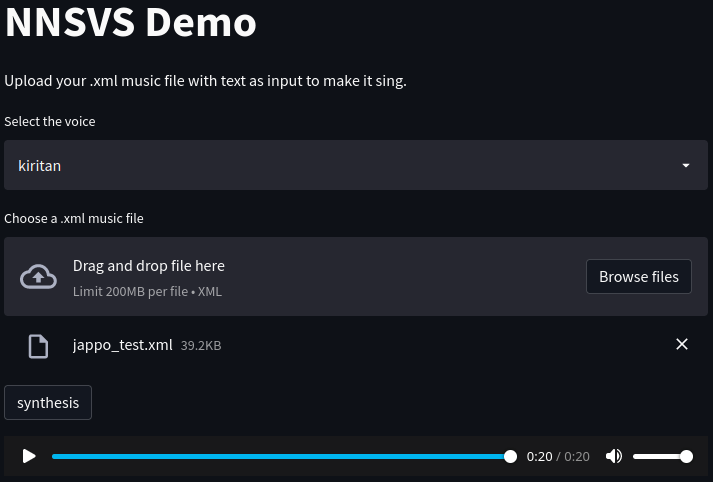 NNSVS Demo
Upload your .xml music file with text as input to make it sing.
Select the voice
kiritan
Choose a .xml music file
Drag and drop file here
Limit 200MB per file • XML
Browse files
jappo_test.xml 39.2KB
synthesis
0:20 / 0:20